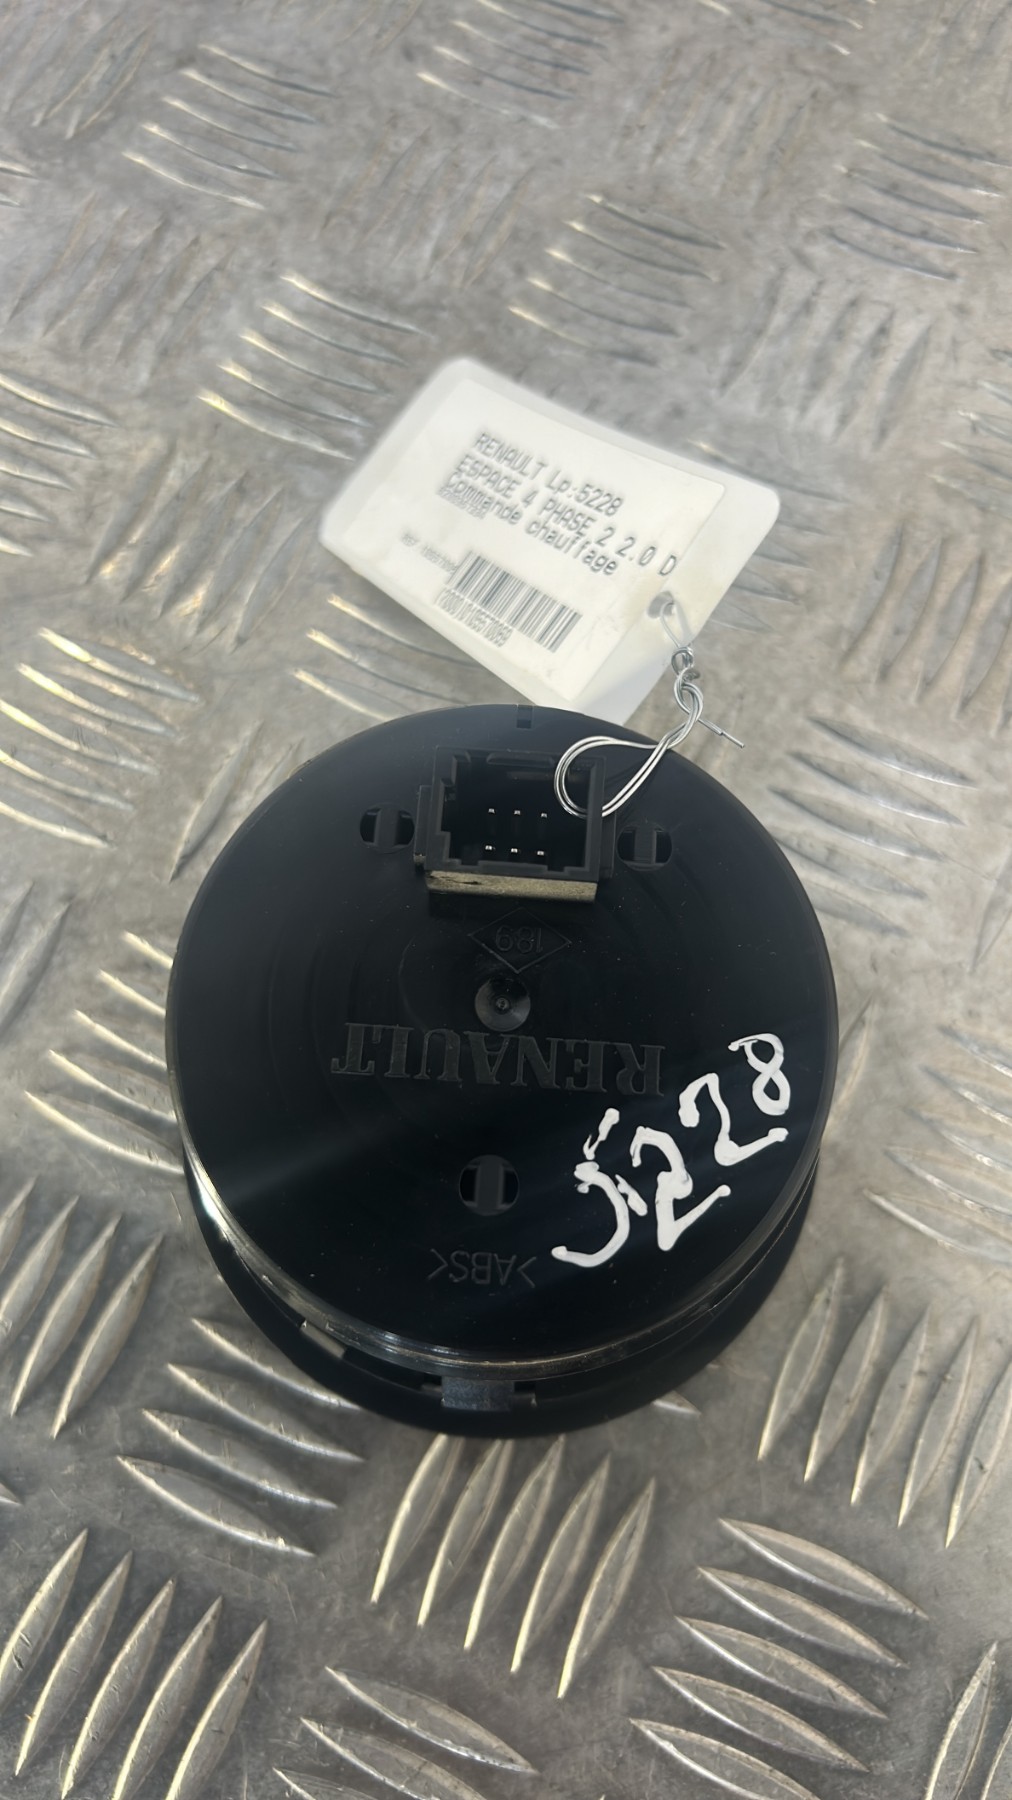 RENAULT Lp:5228
ESPACE 4 PHASE 2 2.0 D
Commande chauffage
189
RENAULT
5228
>ABS<